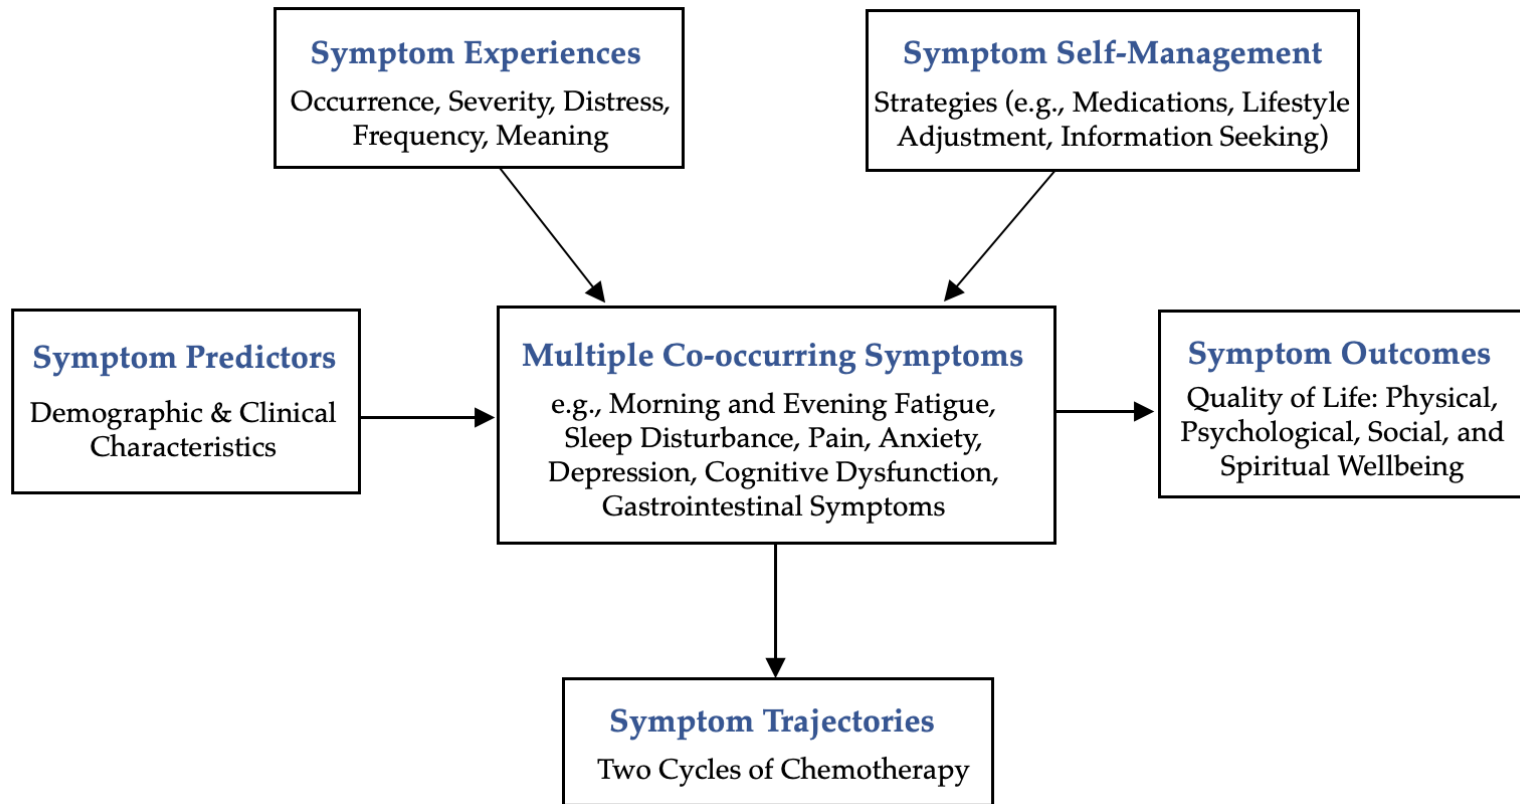 Symptom Experiences
Occurrence, Severity, Distress,
Frequency, Meaning
Symptom Self-Management
Strategies (e.g., Medications, Lifestyle
Adjustment, Information Seeking)
Symptom Predictors
Demographic & Clinical
Characteristics
Multiple Co-occurring Symptoms
e.g., Morning and Evening Fatigue,
Sleep Disturbance, Pain, Anxiety,
Depression, Cognitive Dysfunction,
Gastrointestinal Symptoms
Symptom Outcomes
Quality of Life: Physical,
Psychological, Social, and
Spiritual Wellbeing
Symptom Trajectories
Two Cycles of Chemotherapy